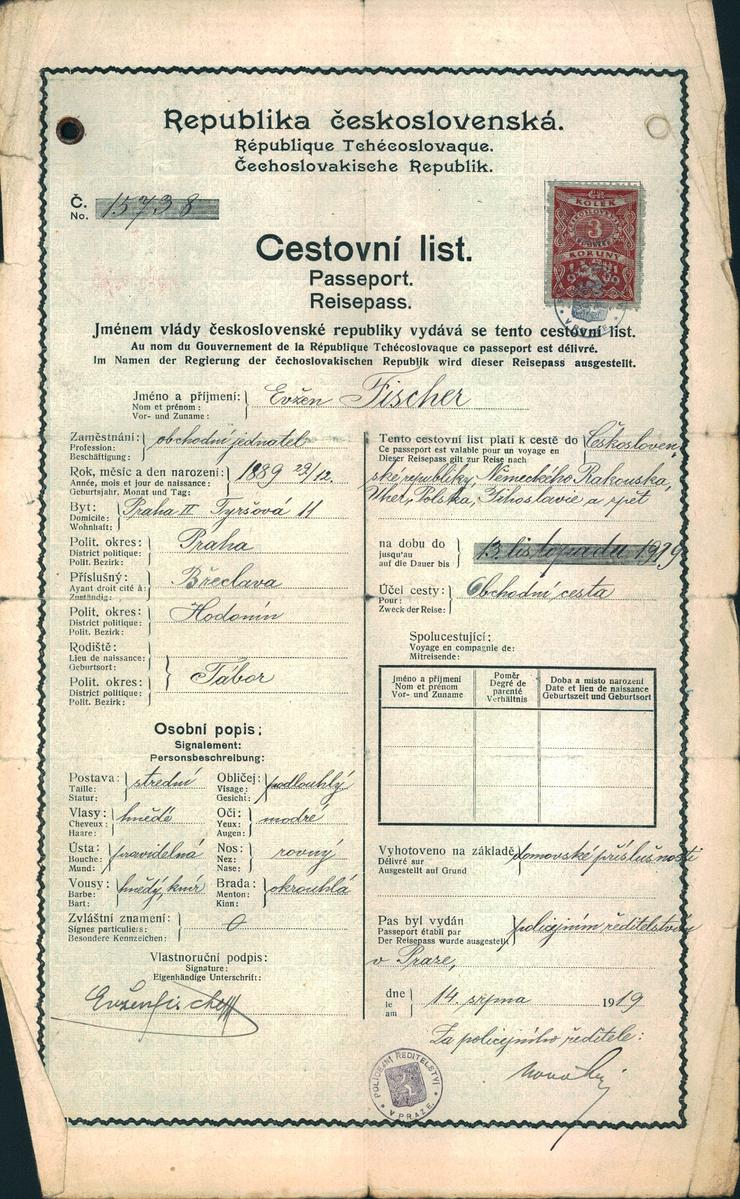 Republika československá.
République Tchécoslovaque.
Čechoslovakische Republik.
Č.
No.
15738
KOLEK
3
KORUNY
Cestovní list.
Passeport.
Reisepass.
Jménem vlády československé republiky vydává se tento cestovní list.
Au nom du Gouvernement de la République Tchécoslovaque ce passeport est délivré.
Im Namen der Regierung der čechoslovakischen Republik wird dieser Reisepass ausgestellt.
Jméno a příjmení: Evžen Fischer
Nom et prénom:
Vor- und Zuname:
Zaměstnání: obchodní jednatel
Profession:
Beschäftigung:
Rok, měsíc a den narození: 1889 29/12.
Année, mois et jour de naissance:
Geburtsjahr, Monat und Tag:
Byt: Praha II Tyršová 11
Domicile:
Wohnhaft:
Polit. okres: Praha
District politique:
Polit. Bezirk:
Příslušný: Břeclava
Ayant droit cité à:
Zuständig:
Polit. okres: Hodonín
District politique:
Polit. Bezirk:
Rodiště:
Lieu de naissance:
Geburtsort:
Tábor
Polit. okres:
District politique:
Polit. Bezirk:
Osobní popis:
Signalement:
Personsbeschreibung:
Postava: střední Obličej: podlouhlý
Taille: Visage:
Statur: Gesicht:
Vlasy: hnědé Oči: modré
Cheveux: Yeux:
Haare: Augen:
Ústa: pravidelná Nos: rovný
Bouche: Nez:
Mund: Nase:
Vousy: hnědý knír Brada: okrouhlá
Barbe: Menton:
Bart: Kinn:
Zvláštní znamení: 0
Signes particuliers:
Besondere Kennzeichen:
Vlastnoruční podpis:
Signature:
Eigenhändige Unterschrift:
Evžen Fischer
Tento cestovní list platí k cestě do Českosloven-
Ce passeport est valable pour un voyage en
Dieser Reisepass gilt zur Reise nach
ské republiky, Německého Rakouska,
Uher, Polska, Jihoslavie a zpět
na dobu do 13. listopadu 1919
jusqu'au
auf die Dauer bis
Účel cesty: Obchodní cesta
Pour:
Zweck der Reise:
Spolucestující:
Voyage en compagnie de:
Mitreisende:
Jméno a příjmení Poměr Doba a místo narození
Nom et prénom Degré de parenté Date et lieu de naissance
Vor- und Zuname Verhältnis Geburtszeit und Geburtsort
Vyhotoveno na základě domovské příslušnosti
Délivré sur
Ausgestellt auf Grund
Pas byl vydán policejním ředitelstvím
Passeport établi par
Der Reisepass wurde ausgestellt
v Praze,
dne 14. srpna 1919
le
am
Za policejního ředitele:
POLICEJNÍ ŘEDITELSTVÍ
V PRAZE